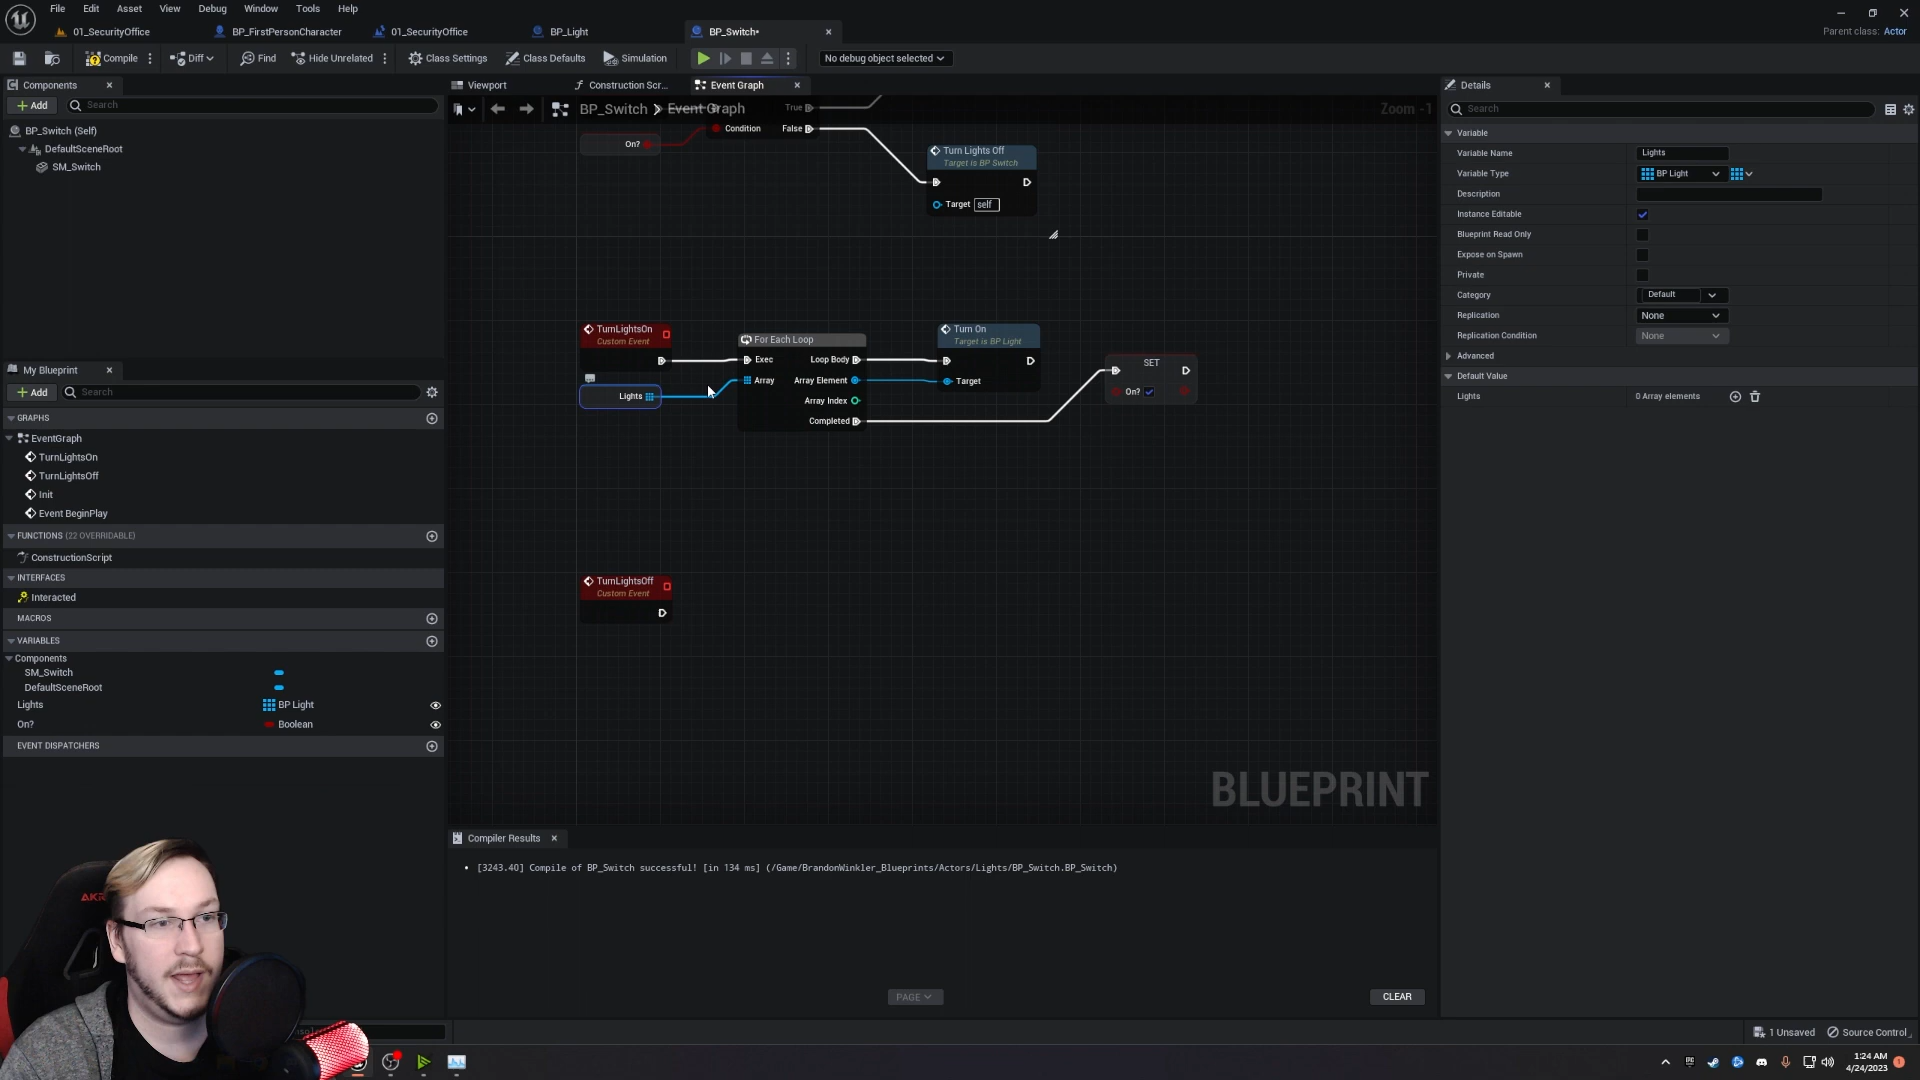 File Edit Asset View Debug Window Tools Help
01_SecurityOffice BP_FirstPersonCharacter 01_SecurityOffice BP_Light BP_Switch•
Parent class: Actor
Compile Diff Find Hide Unrelated Class Settings Class Defaults Simulation No debug object selected
Components
Add Search
BP_Switch (Self)
DefaultSceneRoot
SM_Switch
My Blueprint
Add Search
GRAPHS
EventGraph
TurnLightsOn
TurnLightsOff
Init
Event BeginPlay
FUNCTIONS (22 OVERRIDABLE)
ConstructionScript
INTERFACES
Interacted
MACROS
VARIABLES
Components
SM_Switch
DefaultSceneRoot
Lights BP Light
On? Boolean
EVENT DISPATCHERS
Viewport Construction Scr... Event Graph
BP_Switch > Event Graph Zoom -1
True
Condition False
On?
Turn Lights Off
Target is BP Switch
Target self
TurnLightsOn
Custom Event
Lights
For Each Loop
Exec Loop Body
Array Array Element
Array Index
Completed
Turn On
Target is BP Light
Target
SET
On?
TurnLightsOff
Custom Event
BLUEPRINT
Compiler Results
• [3243.40] Compile of BP_Switch successful! [in 134 ms] (/Game/BrandonWinkler_Blueprints/Actors/Lights/BP_Switch.BP_Switch)
PAGE CLEAR
Details
Search
Variable
Variable Name Lights
Variable Type BP Light
Description
Instance Editable
Blueprint Read Only
Expose on Spawn
Private
Category Default
Replication None
Replication Condition None
Advanced
Default Value
Lights 0 Array elements
1 Unsaved Source Control
1:24 AM
4/24/2023